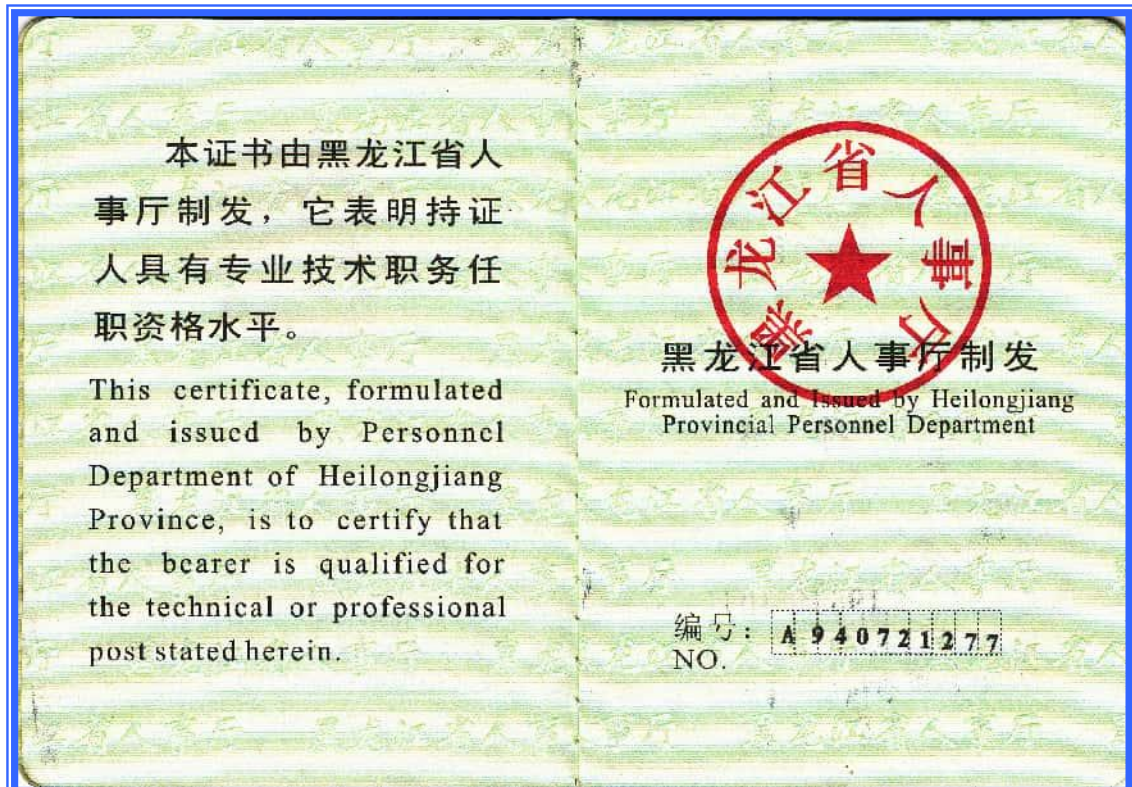 本证书由黑龙江省人
事厅制发，它表明持证
人具有专业技术职务任
职资格水平。
This certificate, formulated
and issued by Personnel
Department of Heilongjiang
Province, is to certify that
the bearer is qualified for
the technical or professional
post stated herein.
黑龙江省人事厅
黑龙江省人事厅制发
Formulated and Issued by Heilongjiang
Provincial Personnel Department
编号：A940721277
NO.